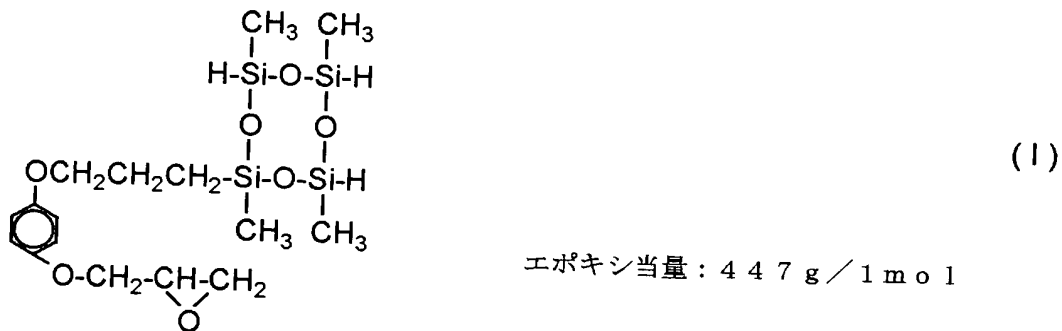 CH3 CH3
H-Si-O-Si-H
O O
OCH2CH2CH2-Si-O-Si-H
(1)
CH3 CH3
O-CH2-CH-CH2
O
エポキシ当量：447g／1mol